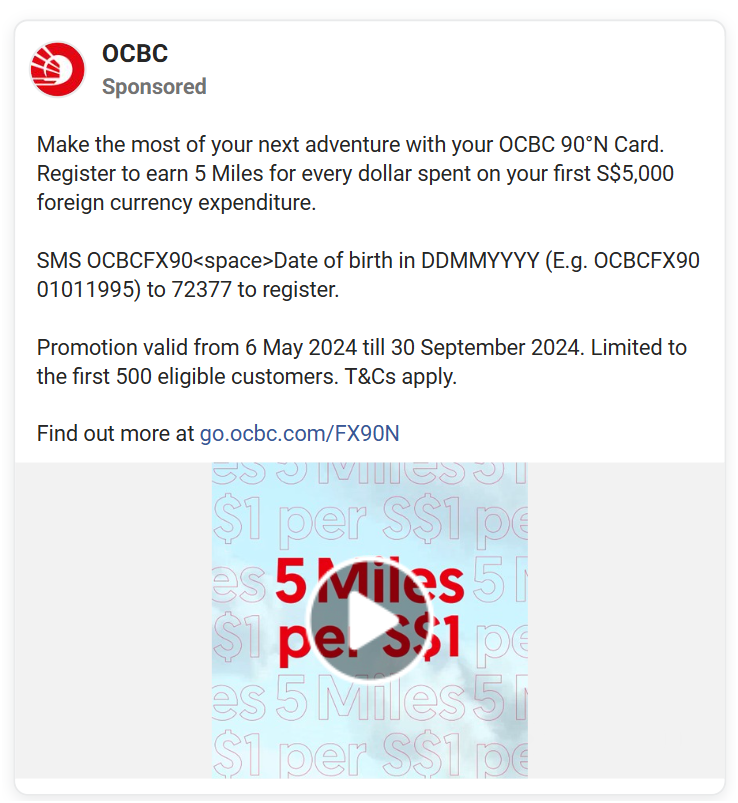 OCBC
Sponsored
Make the most of your next adventure with your OCBC 90°N Card.
Register to earn 5 Miles for every dollar spent on your first S$5,000
foreign currency expenditure.
SMS OCBCFX90<space>Date of birth in DDMMYYYY (E.g. OCBCFX90
01011995) to 72377 to register.
Promotion valid from 6 May 2024 till 30 September 2024. Limited to
the first 500 eligible customers. T&Cs apply.
Find out more at go.ocbc.com/FX90N
es 5 Miles 5 M
$1 per S$1 pe
es 5 Miles 5 M
$1 per S$1 pe
es 5 Miles 5 M
$1 per S$1 pe